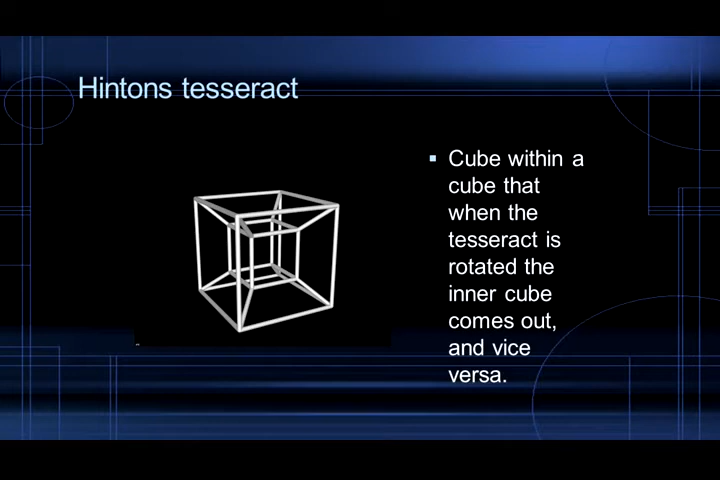 Hintons tesseract
Cube within a
cube that
when the
tesseract is
rotated the
inner cube
comes out,
and vice
versa.